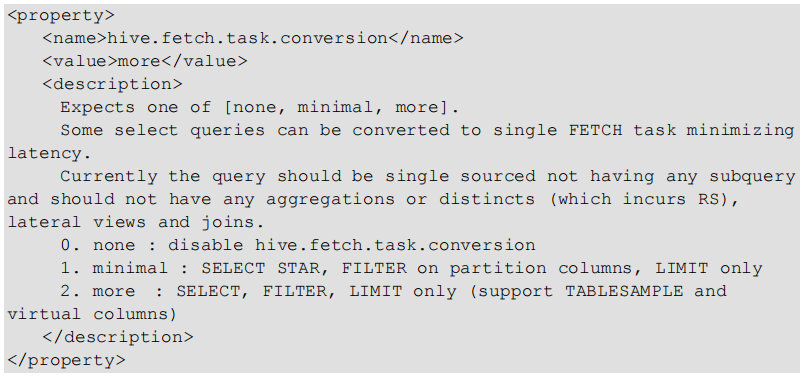 <property>
<name>hive.fetch.task.conversion</name>
<value>more</value>
<description>
Expects one of [none, minimal, more].
Some select queries can be converted to single FETCH task minimizing
latency.
Currently the query should be single sourced not having any subquery
and should not have any aggregations or distincts (which incurs RS),
lateral views and joins.
0. none : disable hive.fetch.task.conversion
1. minimal : SELECT STAR, FILTER on partition columns, LIMIT only
2. more : SELECT, FILTER, LIMIT only (support TABLESAMPLE and
virtual columns)
</description>
</property>